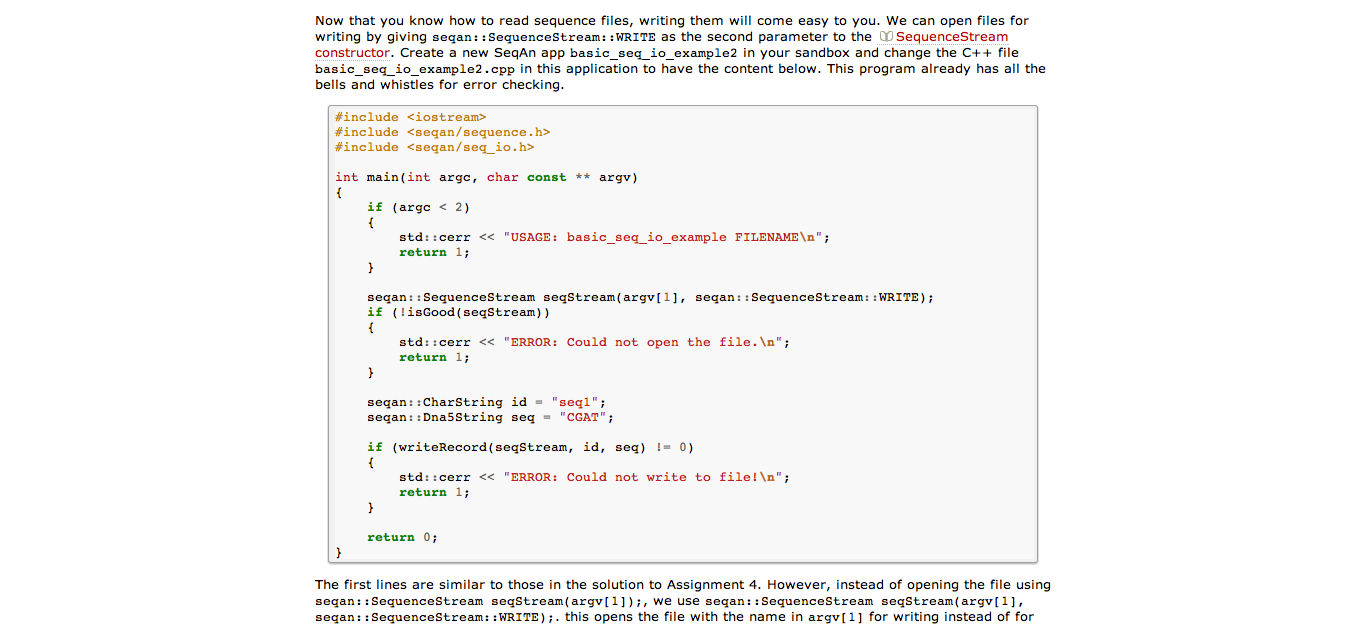 Now that you know how to read sequence files, writing them will come easy to you. We can open files for
writing by giving seqan::SequenceStream::WRITE as the second parameter to the SequenceStream
constructor. Create a new SeqAn app basic_seq_io_example2 in your sandbox and change the C++ file
basic_seq_io_example2.cpp in this application to have the content below. This program already has all the
bells and whistles for error checking.
#include <iostream>
#include <seqan/sequence.h>
#include <seqan/seq_io.h>
int main(int argc, char const ** argv)
{
    if (argc < 2)
    {
        std::cerr << "USAGE: basic_seq_io_example FILENAME\n";
        return 1;
    }
    seqan::SequenceStream seqStream(argv[1], seqan::SequenceStream::WRITE);
    if (!isGood(seqStream))
    {
        std::cerr << "ERROR: Could not open the file.\n";
        return 1;
    }
    seqan::CharString id = "seq1";
    seqan::Dna5String seq = "CGAT";
    if (writeRecord(seqStream, id, seq) != 0)
    {
        std::cerr << "ERROR: Could not write to file!\n";
        return 1;
    }
    return 0;
}
The first lines are similar to those in the solution to Assignment 4. However, instead of opening the file using
seqan::SequenceStream seqStream(argv[1]);, we use seqan::SequenceStream seqStream(argv[1],
seqan::SequenceStream::WRITE);. this opens the file with the name in argv[1] for writing instead of for